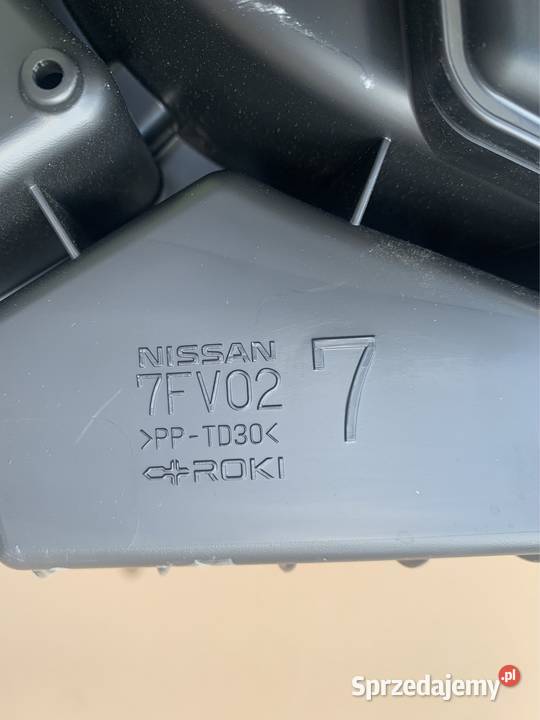 NISSAN
7FV02
7
>PP-TD30<
ROKI
Sprzedajemy.pl